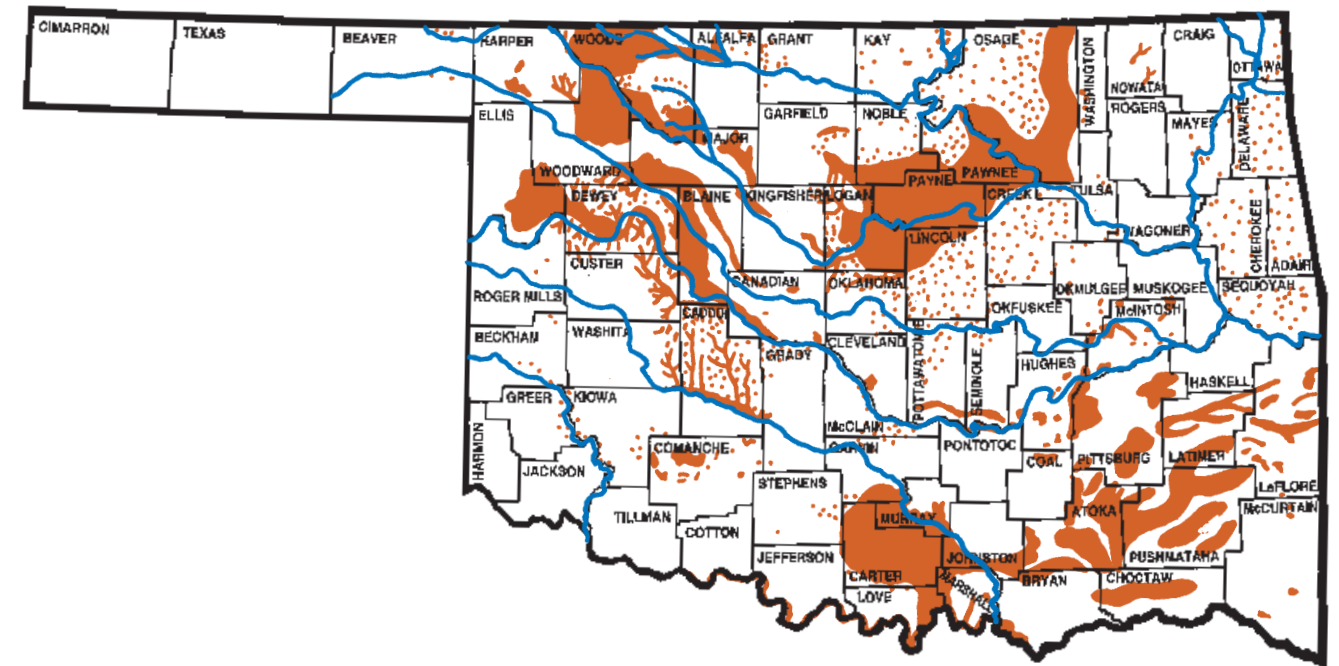 CIMARRON
TEXAS
BEAVER
HARPER
WOODS
ALFALFA
GRANT
KAY
OSAGE
WASHINGTON
NOWATA
CRAIG
OTTAWA
ELLIS
WOODWARD
MAJOR
GARFIELD
NOBLE
ROGERS
MAYES
DELAWARE
DEWEY
BLAINE
KINGFISHER
LOGAN
PAYNE
PAWNEE
CREEK
TULSA
WAGONER
CHEROKEE
ADAIR
CUSTER
CANADIAN
OKLAHOMA
LINCOLN
OKMULGEE
MUSKOGEE
SEQUOYAH
ROGER MILLS
CADDO
OKFUSKEE
McINTOSH
BECKHAM
WASHITA
GRADY
CLEVELAND
POTTAWATOMIE
SEMINOLE
HUGHES
HASKELL
GREER
KIOWA
McCLAIN
HARMON
JACKSON
COMANCHE
GARVIN
PONTOTOC
COAL
PITTSBURG
LATIMER
LeFLORE
TILLMAN
STEPHENS
MURRAY
ATOKA
McCURTAIN
COTTON
JEFFERSON
CARTER
JOHNSTON
PUSHMATAHA
LOVE
MARSHALL
BRYAN
CHOCTAW